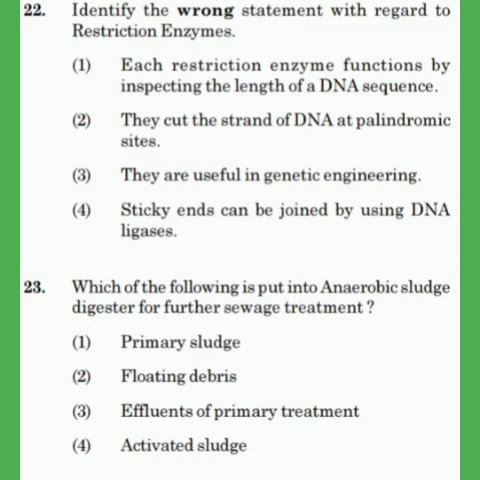 22. Identify the wrong statement with regard to
Restriction Enzymes.
(1) Each restriction enzyme functions by
inspecting the length of a DNA sequence.
(2) They cut the strand of DNA at palindromic
sites.
(3) They are useful in genetic engineering.
(4) Sticky ends can be joined by using DNA
ligases.
23. Which of the following is put into Anaerobic sludge
digester for further sewage treatment ?
(1) Primary sludge
(2) Floating debris
(3) Effluents of primary treatment
(4) Activated sludge